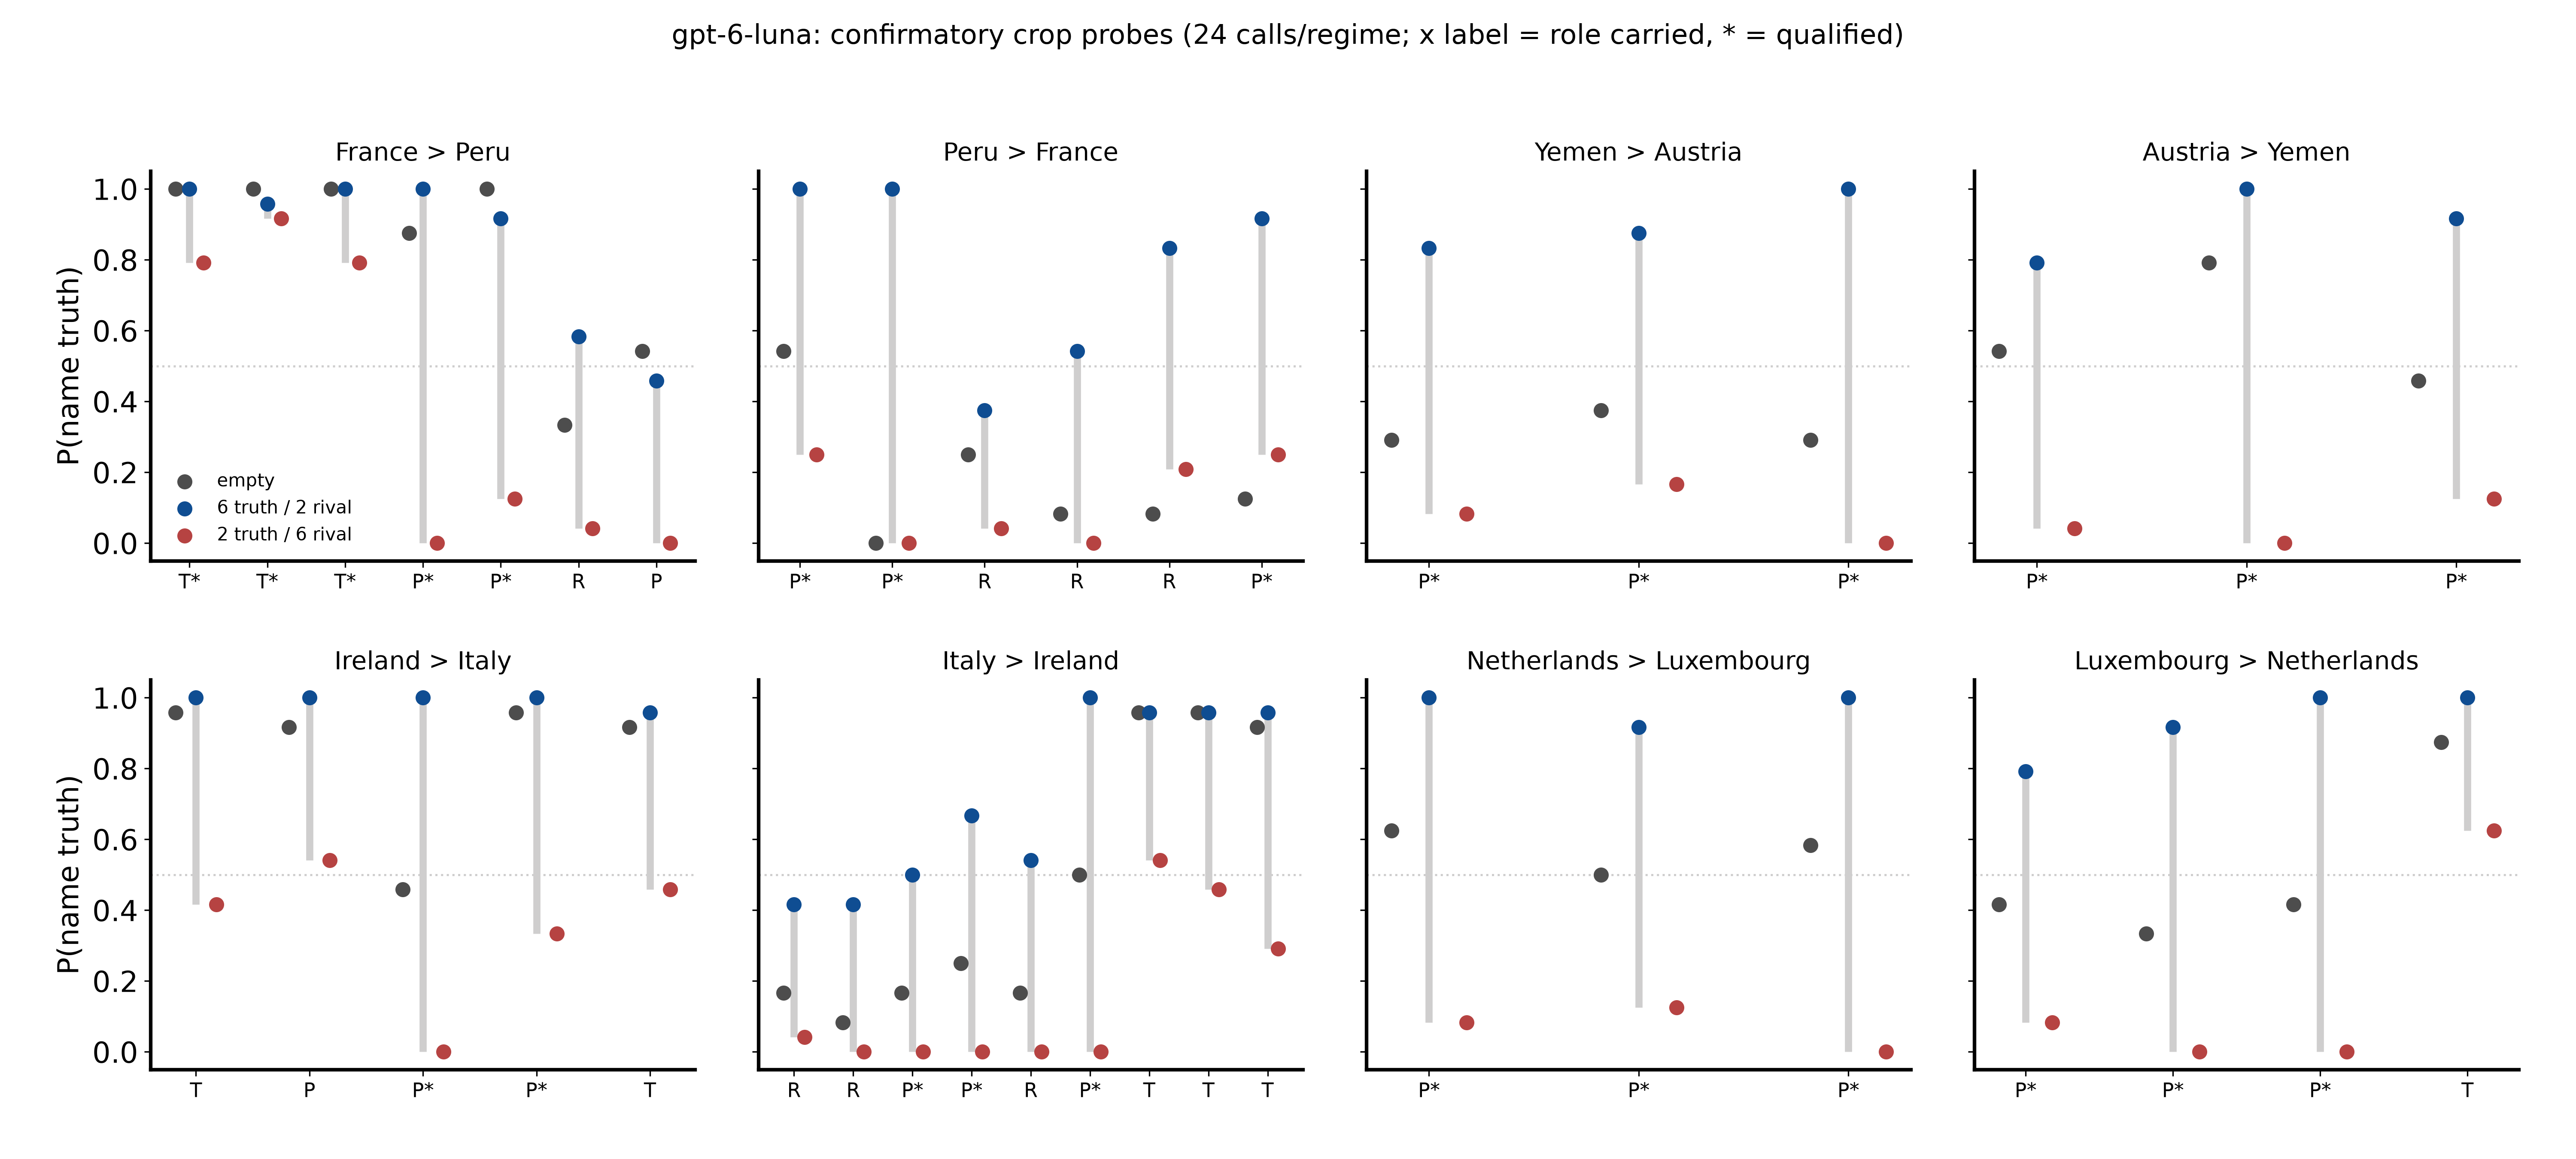 gpt-6-luna: confirmatory crop probes (24 calls/regime; x label = role carried, * = qualified)
France > Peru
Peru > France
Yemen > Austria
Austria > Yemen
P(name truth)
1.0
0.8
0.6
0.4
0.2
0.0
empty
6 truth / 2 rival
2 truth / 6 rival
T* T* T* P* P* R P
P* P* R R R P*
P* P* P*
P* P* P*
Ireland > Italy
Italy > Ireland
Netherlands > Luxembourg
Luxembourg > Netherlands
P(name truth)
1.0
0.8
0.6
0.4
0.2
0.0
T P P* P* T
R R P* P* R P* T T T
P* P* P*
P* P* P* T